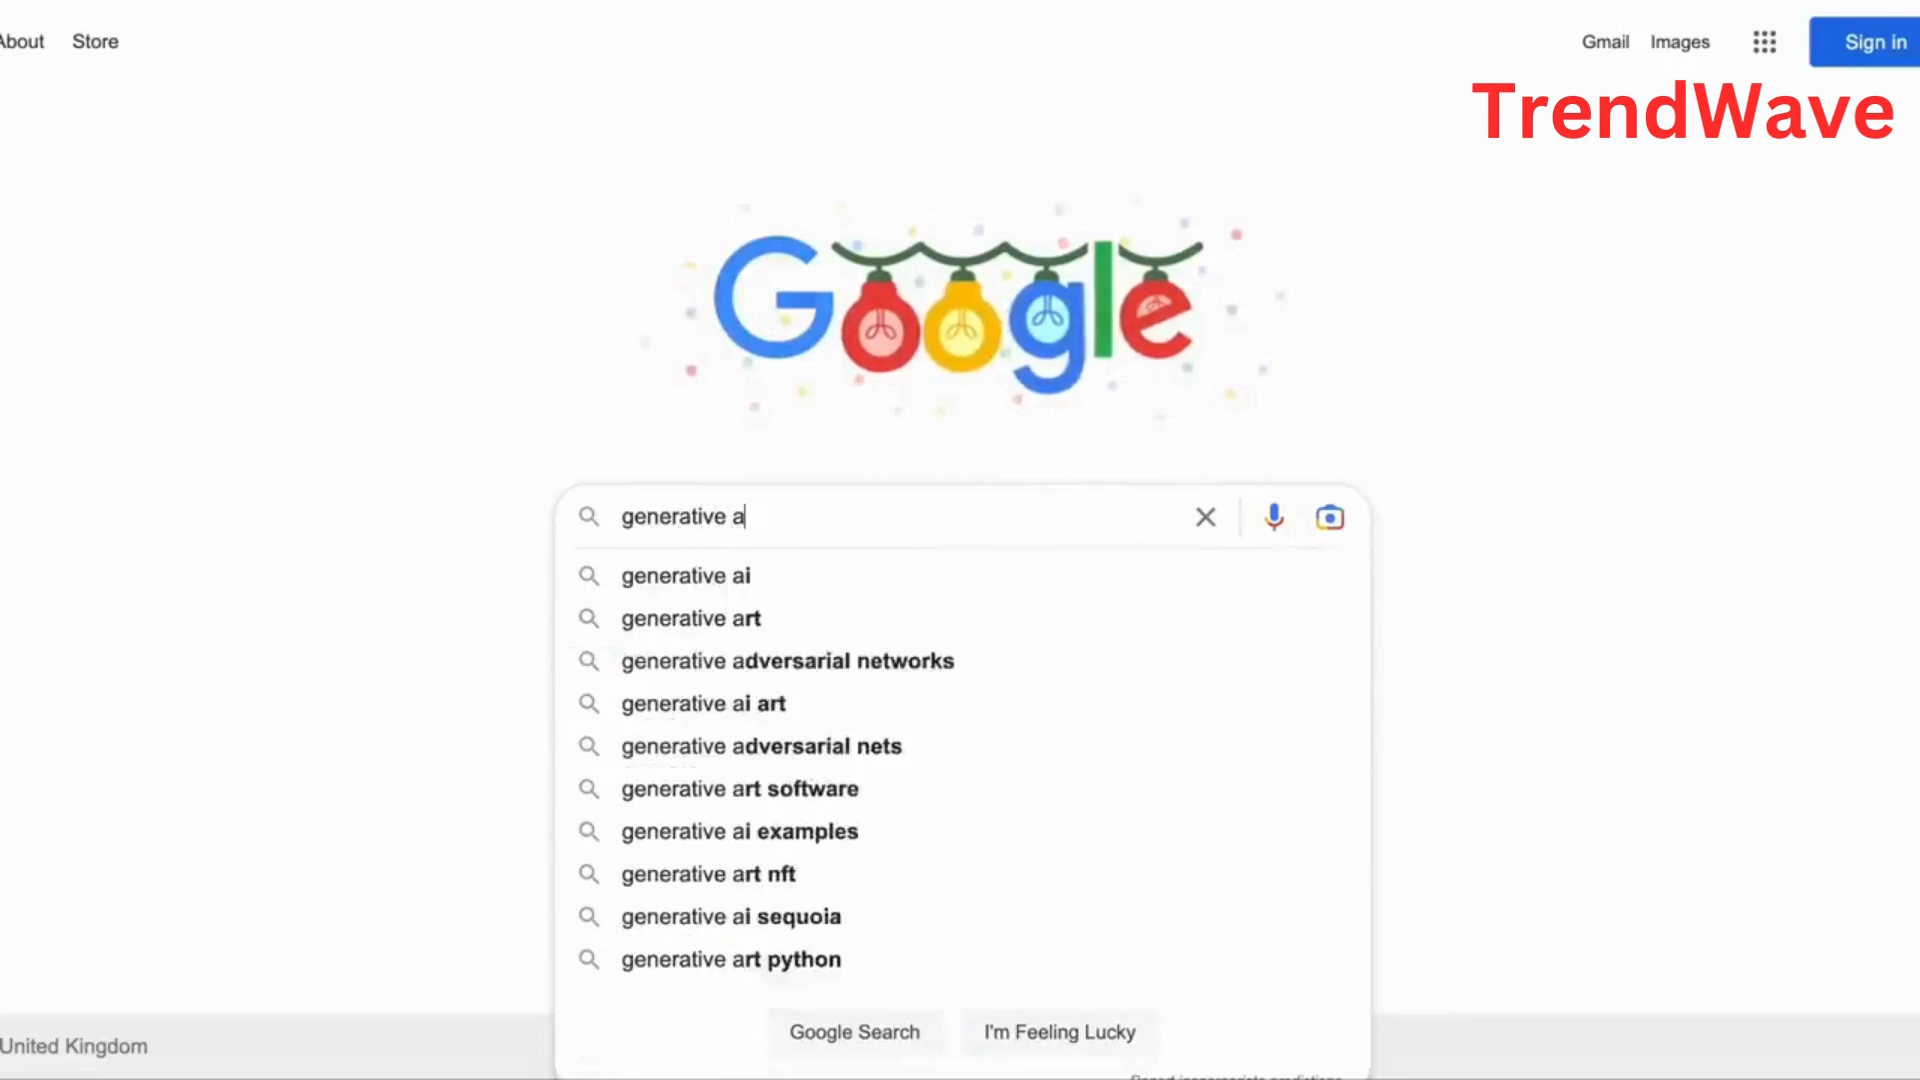 About Store Gmail Images Sign in
TrendWave
Google
generative a
generative ai
generative art
generative adversarial networks
generative ai art
generative adversarial nets
generative art software
generative ai examples
generative art nft
generative ai sequoia
generative art python
Google Search I'm Feeling Lucky
United Kingdom